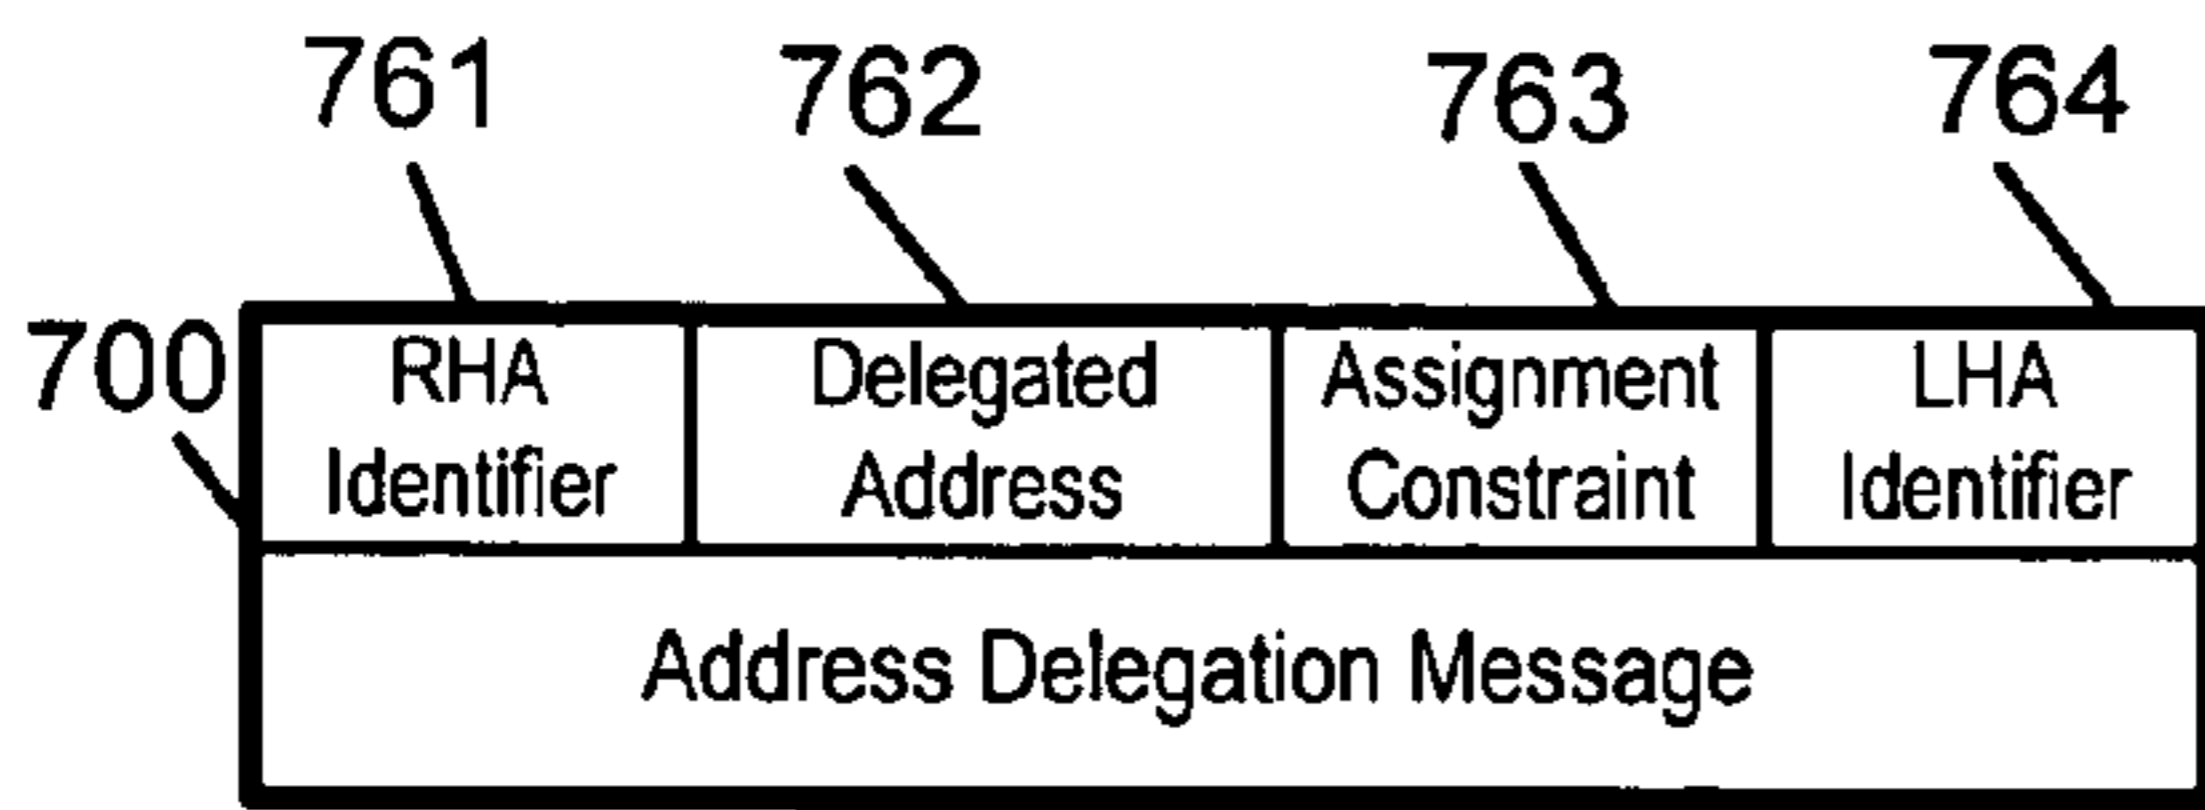 761 762 763 764
700
RHA Delegated Assignment LHA
Identifier Address Constraint Identifier
Address Delegation Message